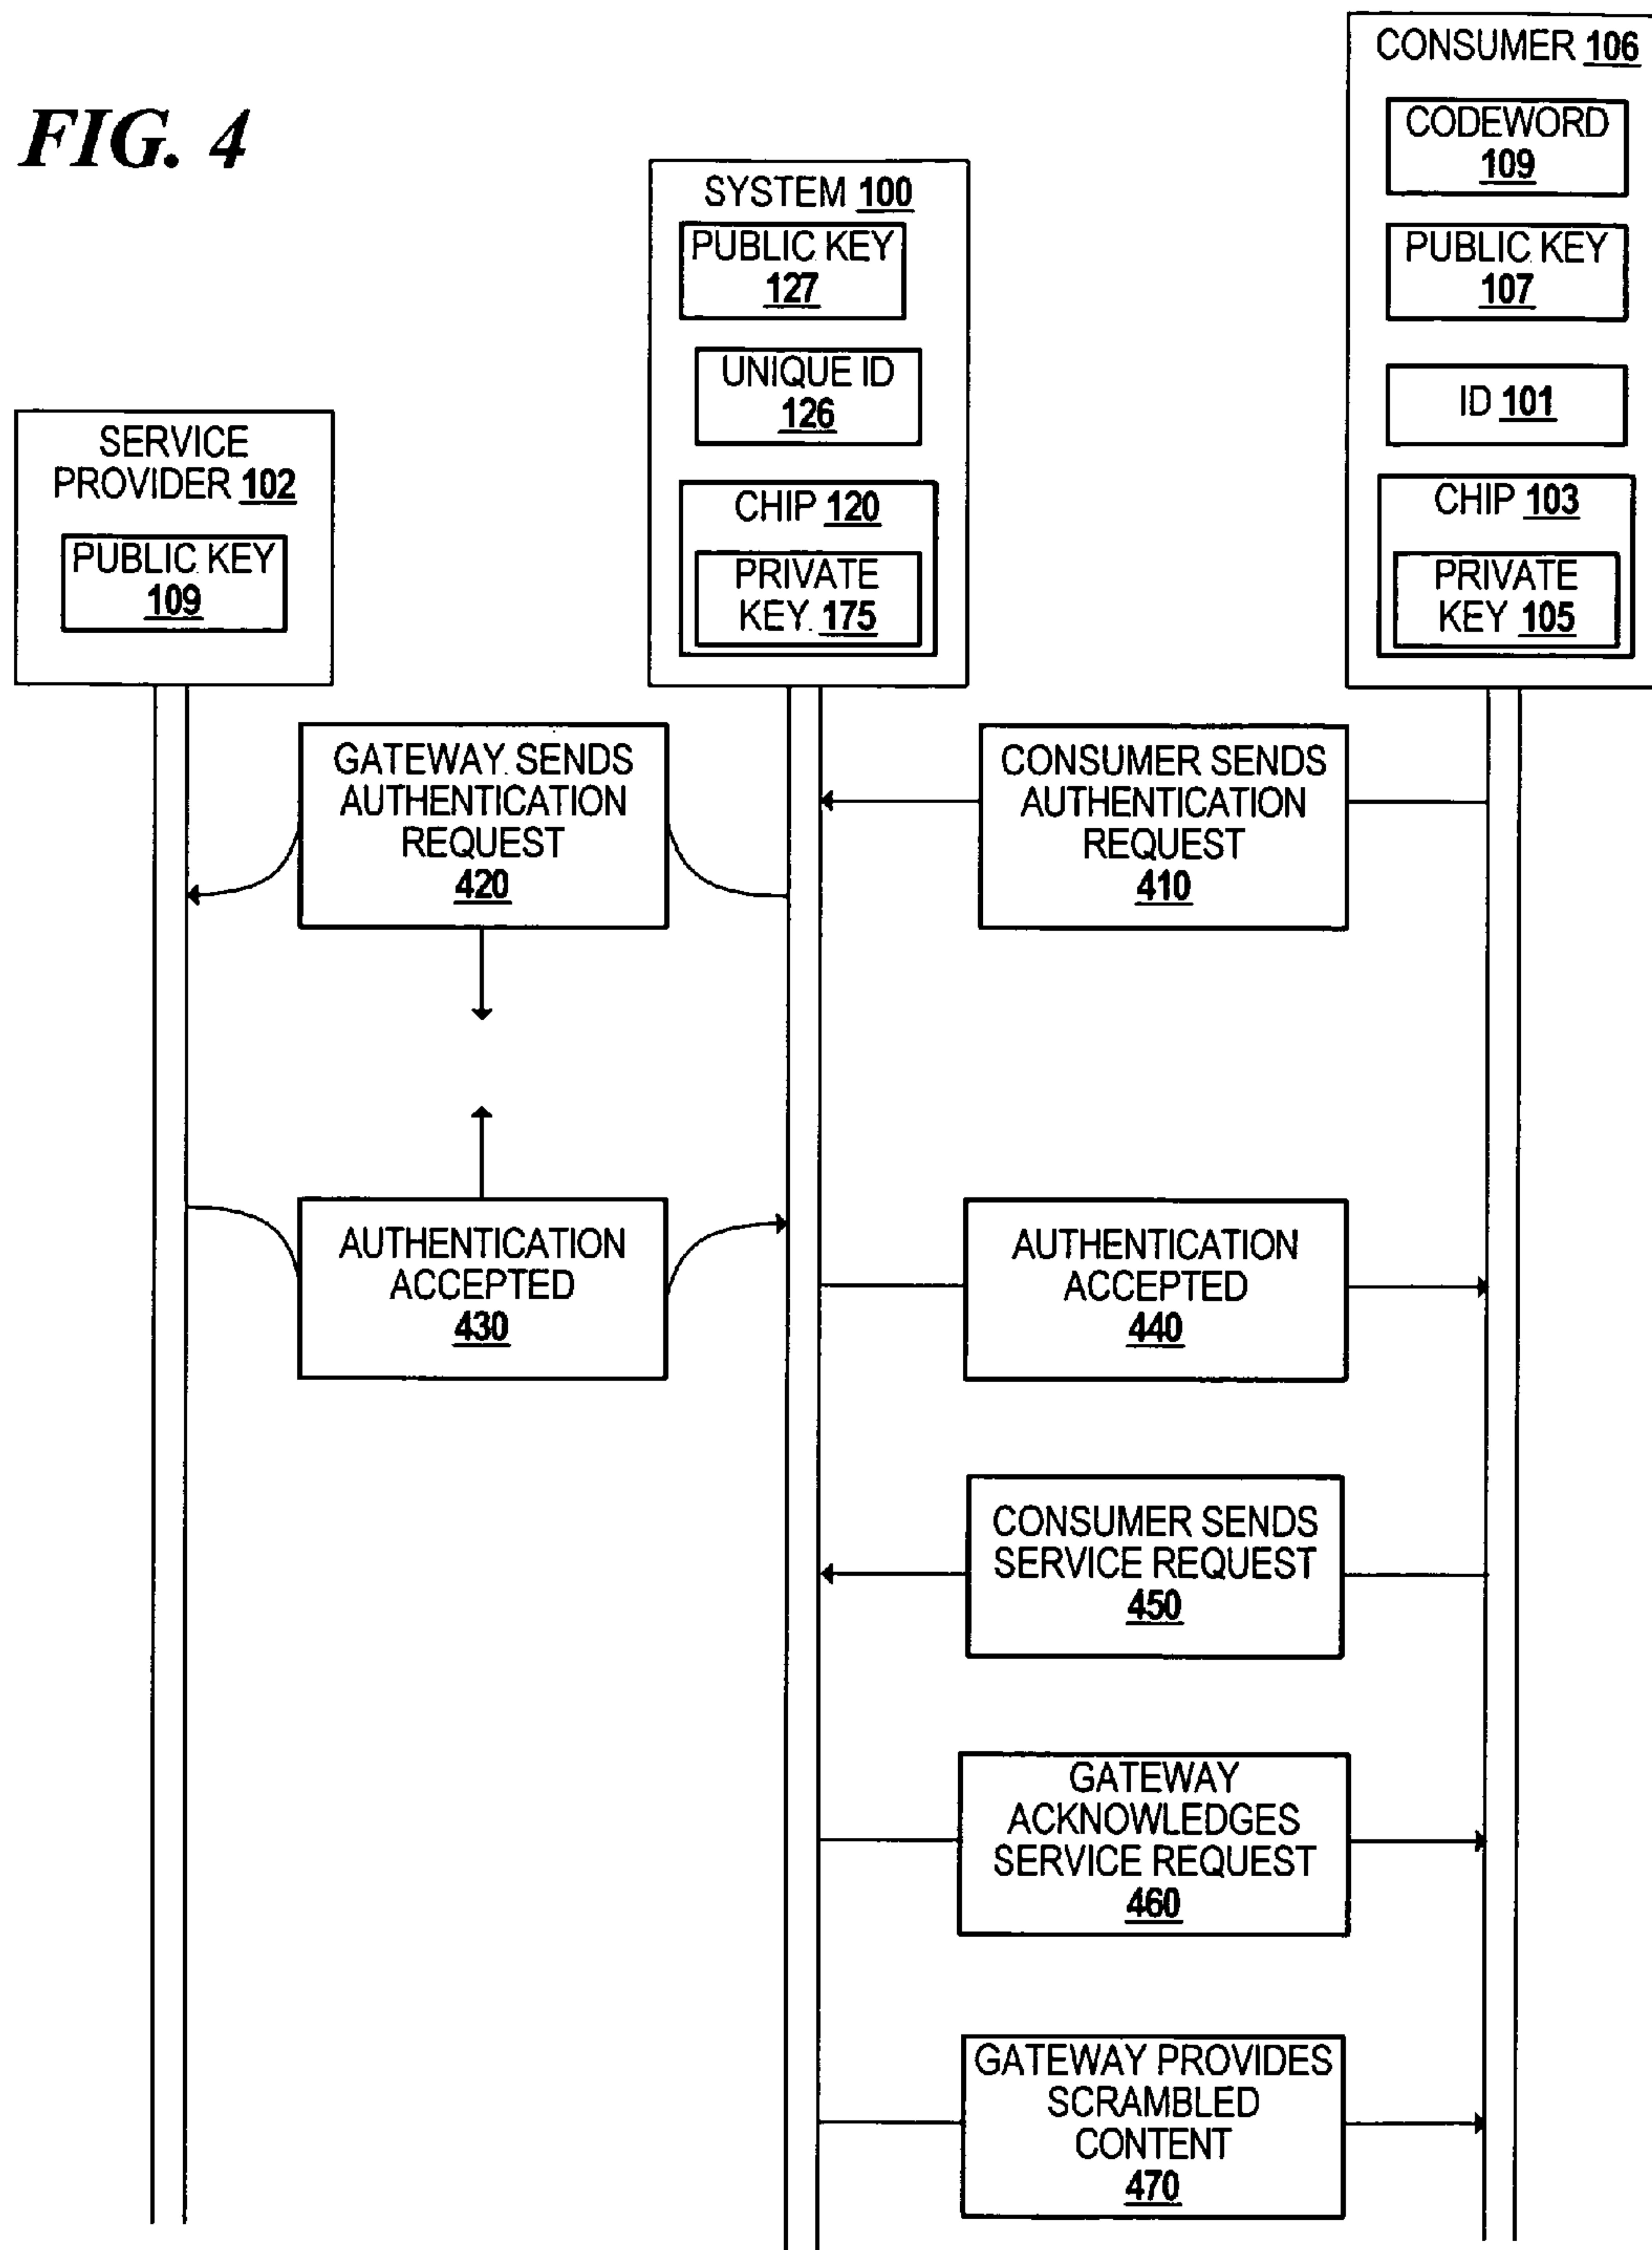 FIG. 4
SERVICE
PROVIDER 102
PUBLIC KEY
109
SYSTEM 100
PUBLIC KEY
127
UNIQUE ID
126
CHIP 120
PRIVATE
KEY. 175
CONSUMER 106
CODEWORD
109
PUBLIC KEY
107
ID 101
CHIP 103
PRIVATE
KEY 105
GATEWAY SENDS
AUTHENTICATION
REQUEST
420
CONSUMER SENDS
AUTHENTICATION
REQUEST
410
AUTHENTICATION
ACCEPTED
430
AUTHENTICATION
ACCEPTED
440
CONSUMER SENDS
SERVICE REQUEST
450
GATEWAY
ACKNOWLEDGES
SERVICE REQUEST
460
GATEWAY PROVIDES
SCRAMBLED
CONTENT
470